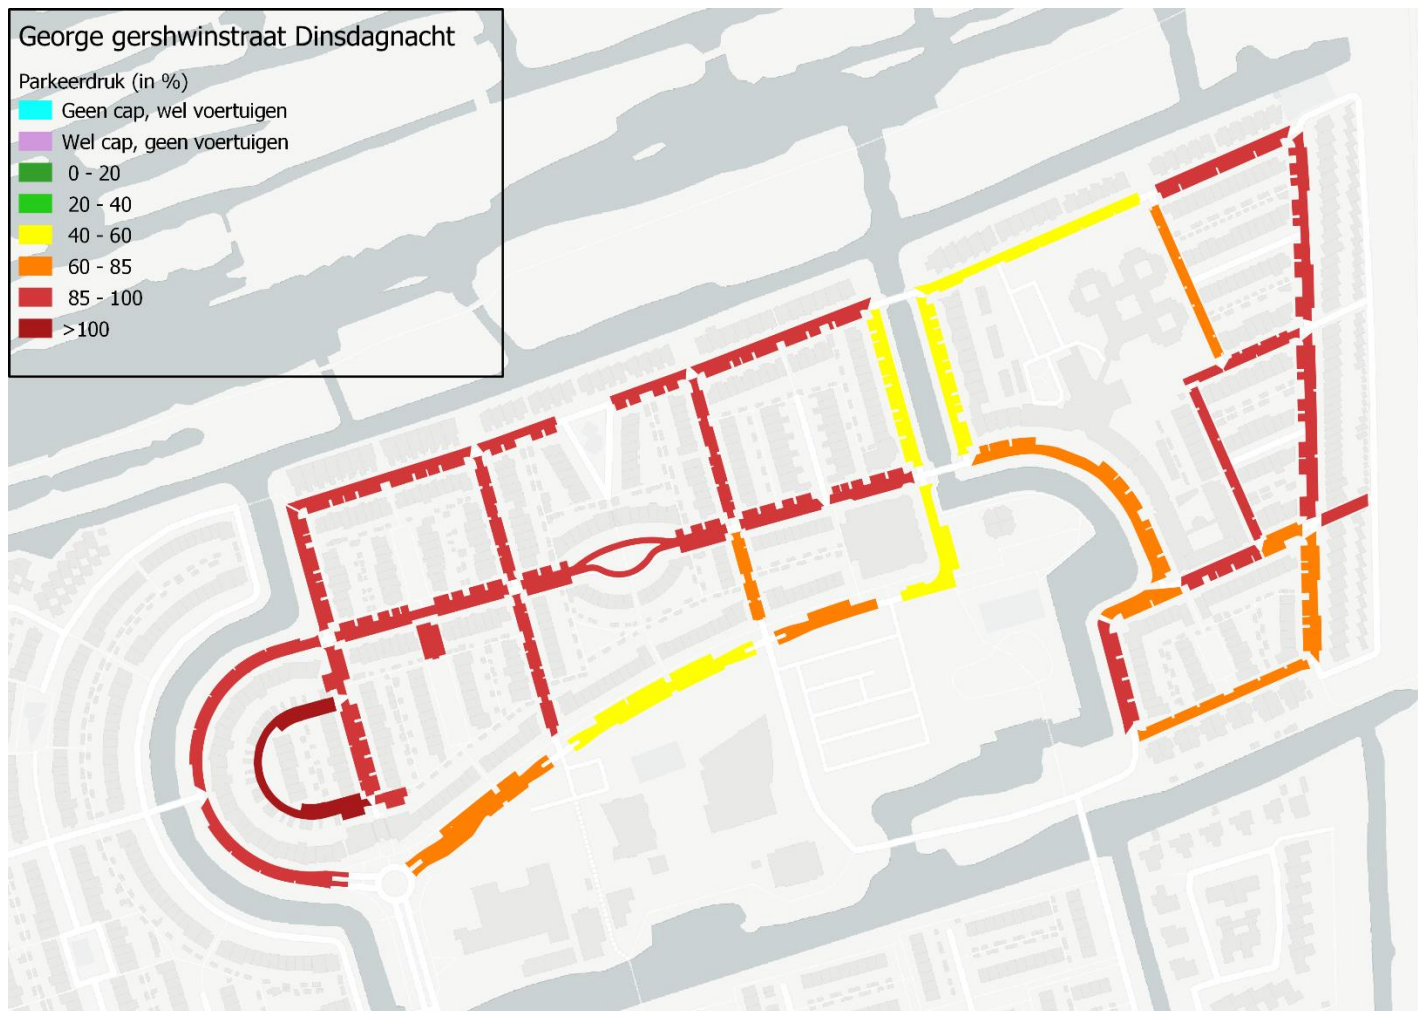 George gershwinstraat Dinsdagnacht
Parkeerdruk (in %)
Geen cap, wel voertuigen
Wel cap, geen voertuigen
0 - 20
20 - 40
40 - 60
60 - 85
85 - 100
>100